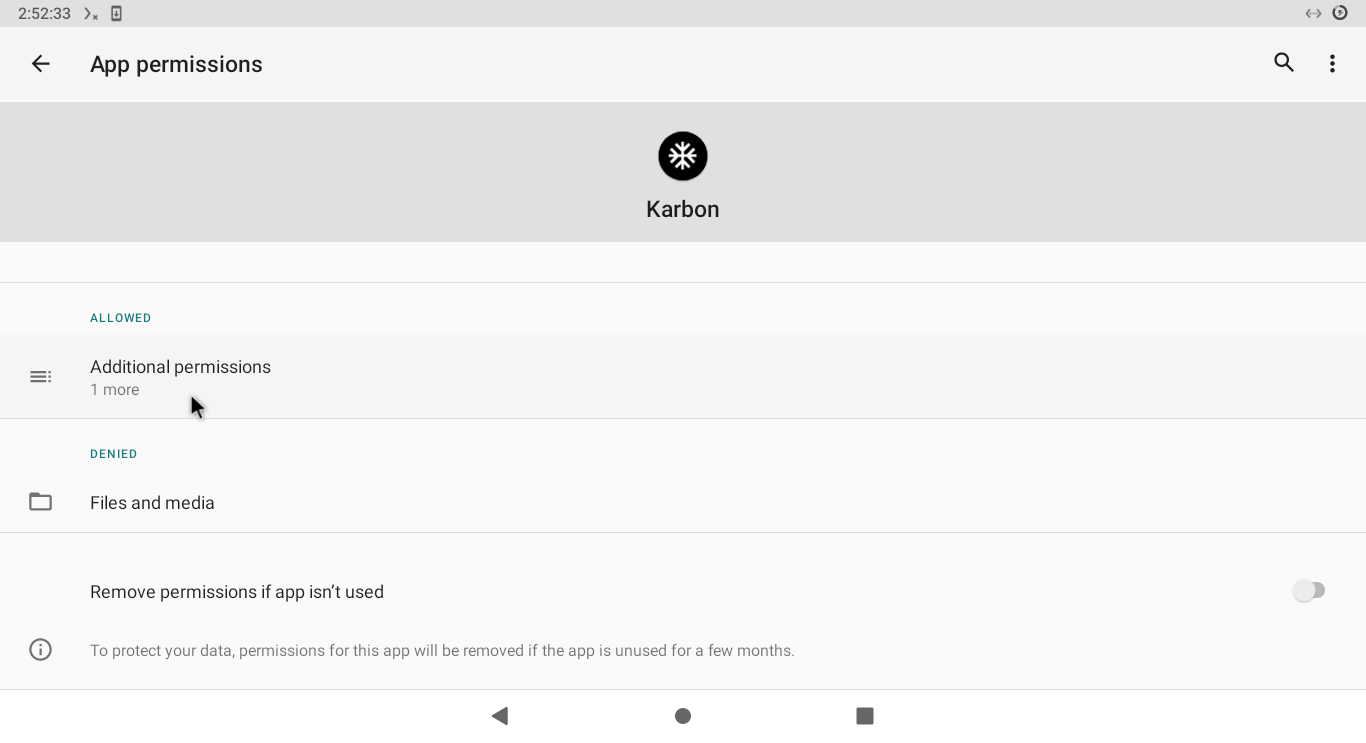 2:52:33
App permissions
Karbon
ALLOWED
Additional permissions
1 more
DENIED
Files and media
Remove permissions if app isn’t used
To protect your data, permissions for this app will be removed if the app is unused for a few months.